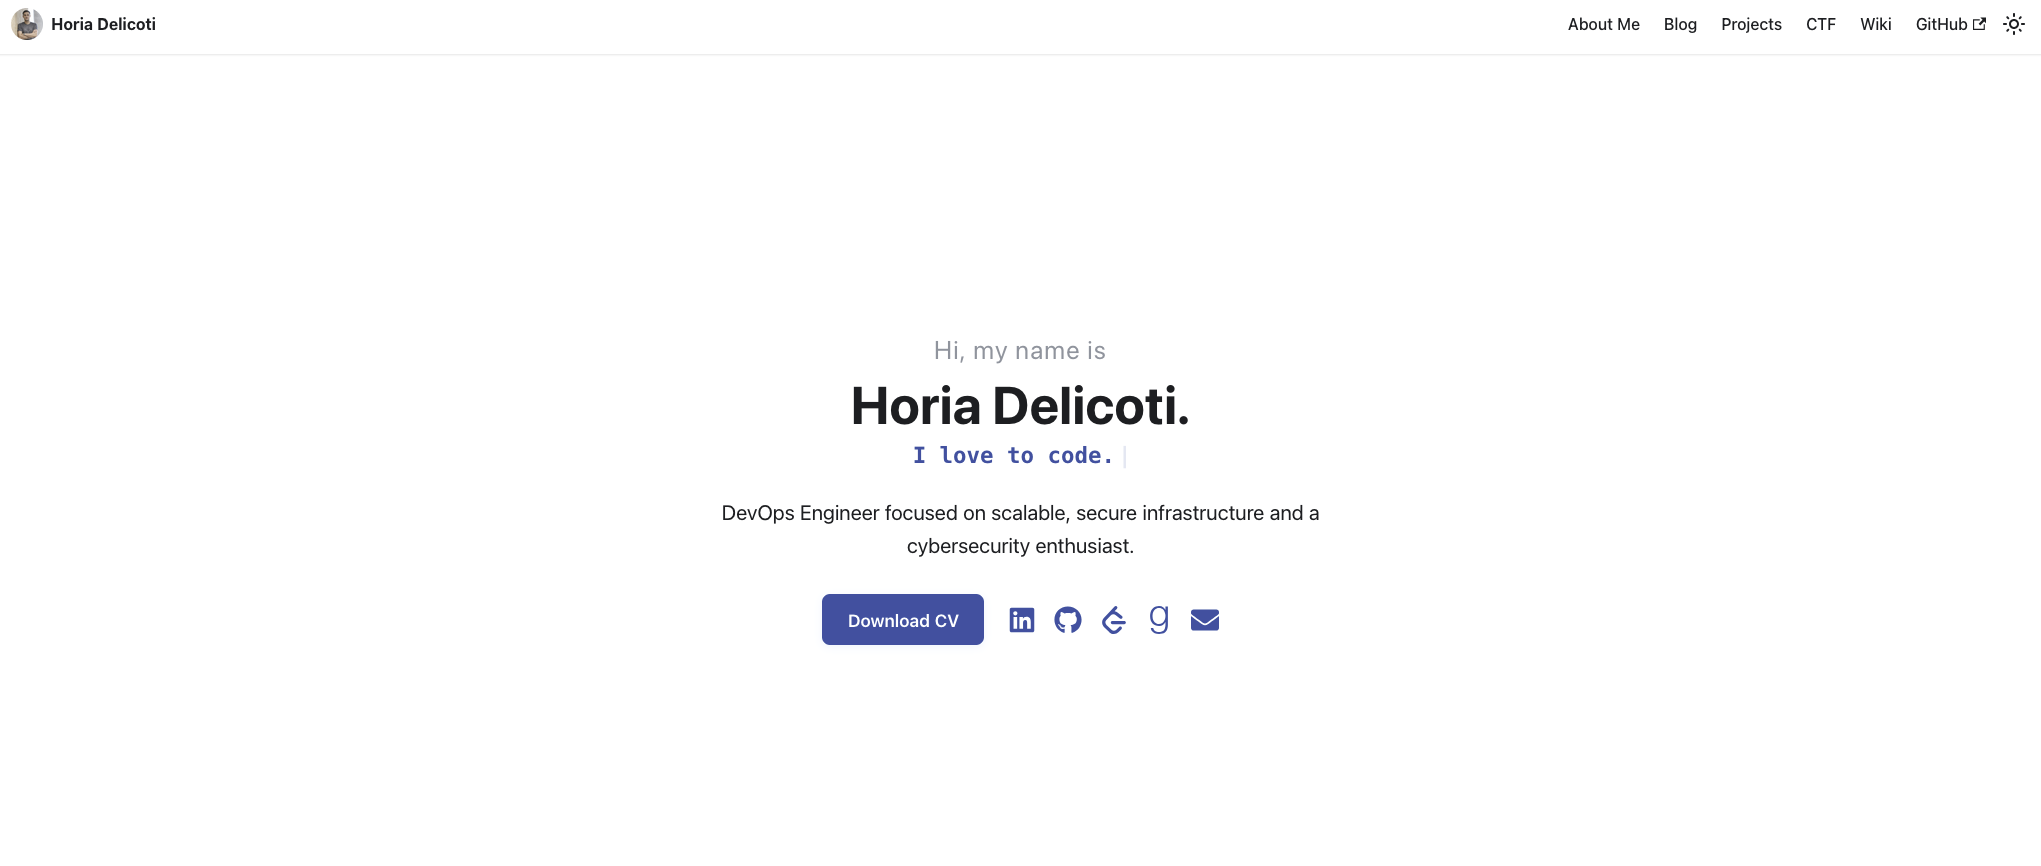 Horia Delicoti
About Me
Blog
Projects
CTF
Wiki
GitHub
Hi, my name is
Horia Delicoti.
I love to code.
DevOps Engineer focused on scalable, secure infrastructure and a
cybersecurity enthusiast.
Download CV